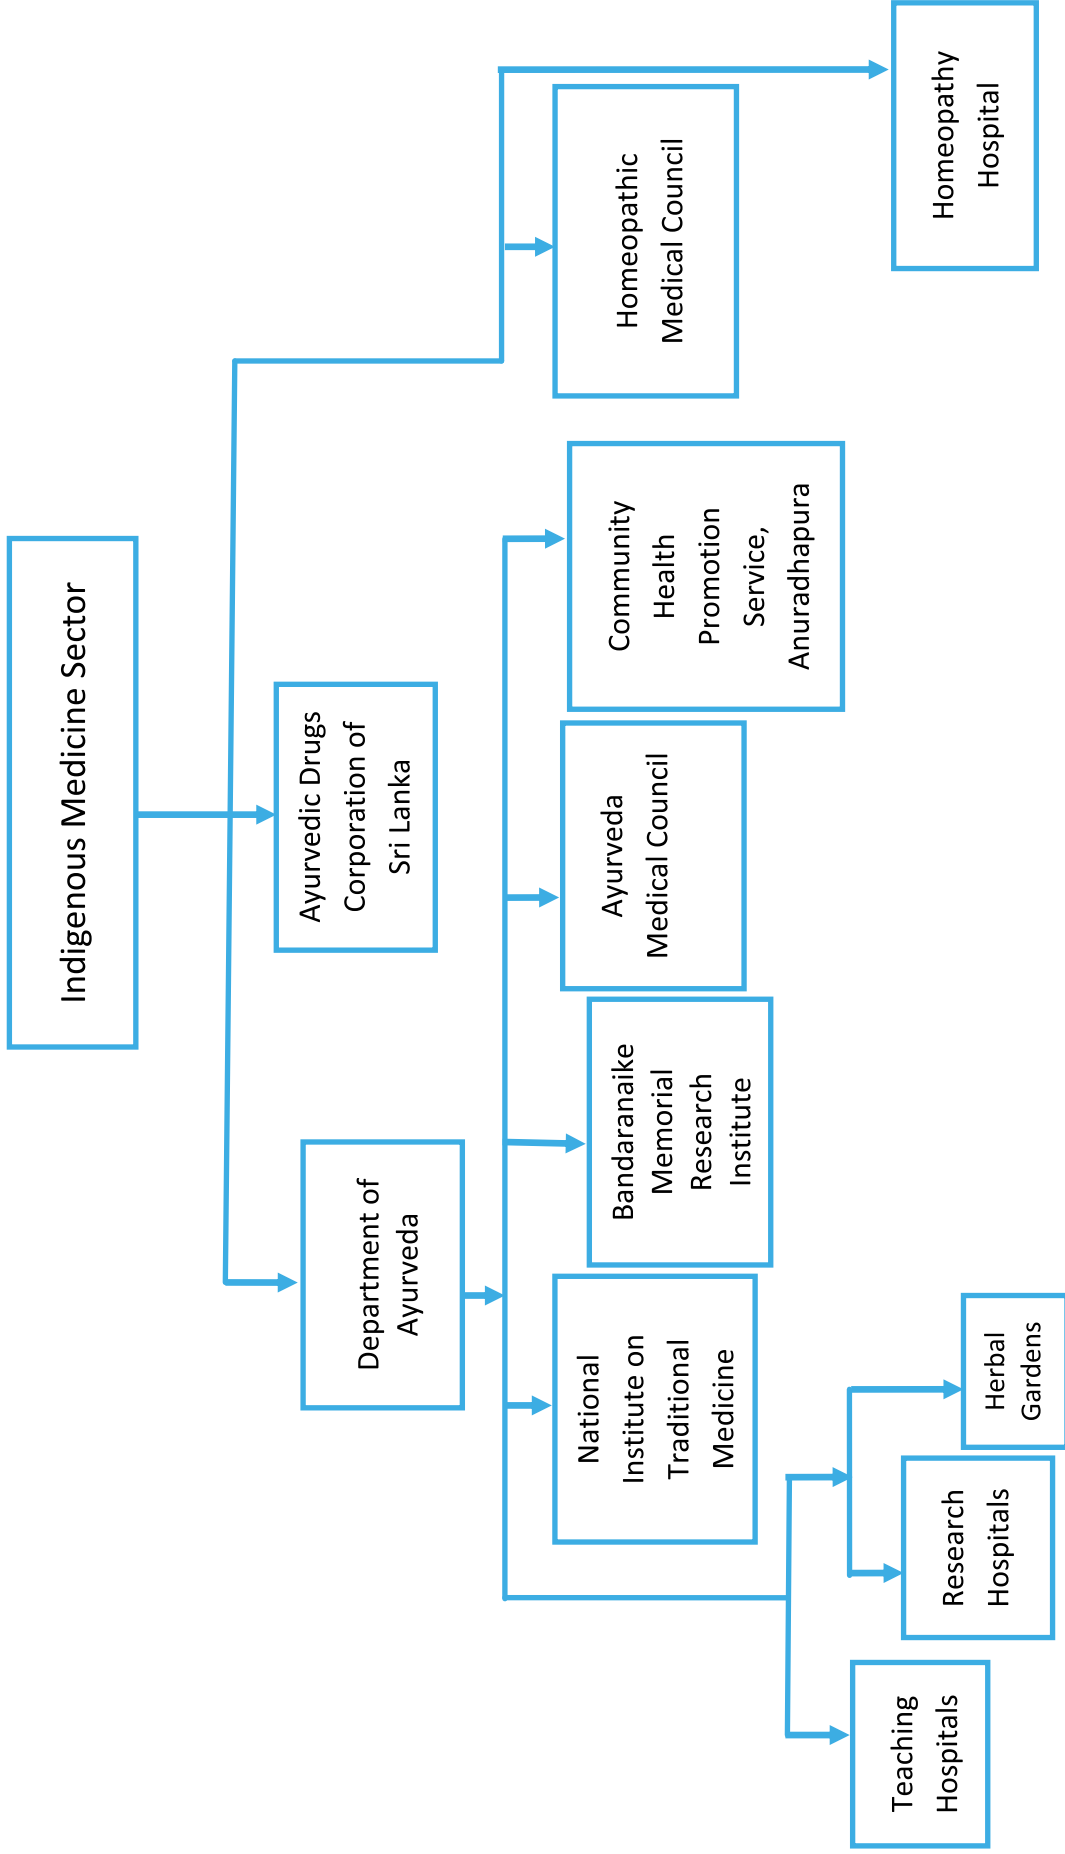 Indigenous Medicine Sector
Department of
Ayurveda
Ayurvedic Drugs
Corporation of
Sri Lanka
National
Institute on
Traditional
Medicine
Bandaranaike
Memorial
Research
Institute
Ayurveda
Medical Council
Community
Health
Promotion
Service,
Anuradhapura
Homeopathic
Medical Council
Teaching
Hospitals
Research
Hospitals
Herbal
Gardens
Homeopathy
Hospital